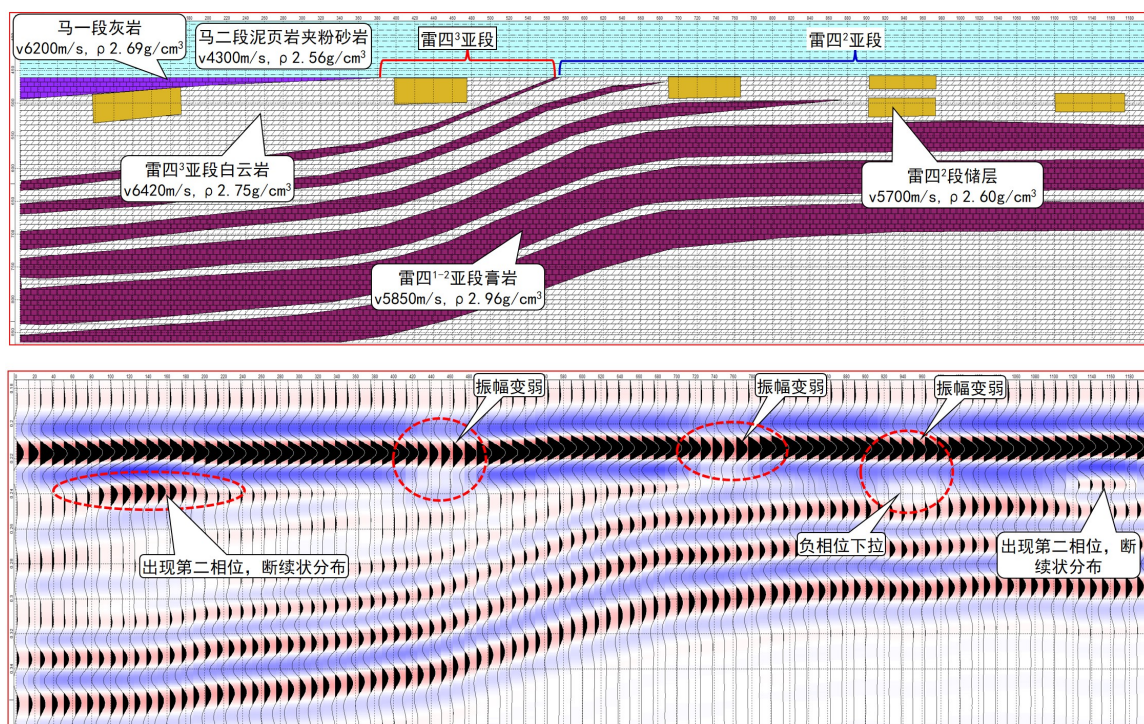 马一段灰岩
v6200m/s, ρ2.69g/cm³
马二段泥页岩夹粉砂岩
v4300m/s, ρ2.56g/cm³
雷四³亚段
雷四²亚段
雷四³亚段白云岩
v6420m/s, ρ2.75g/cm³
雷四²段储层
v5700m/s, ρ2.60g/cm³
雷四¹⁻²亚段膏岩
v5850m/s, ρ2.96g/cm³
振幅变弱
振幅变弱
振幅变弱
出现第二相位, 断续状分布
负相位下拉
出现第二相位, 断
续状分布